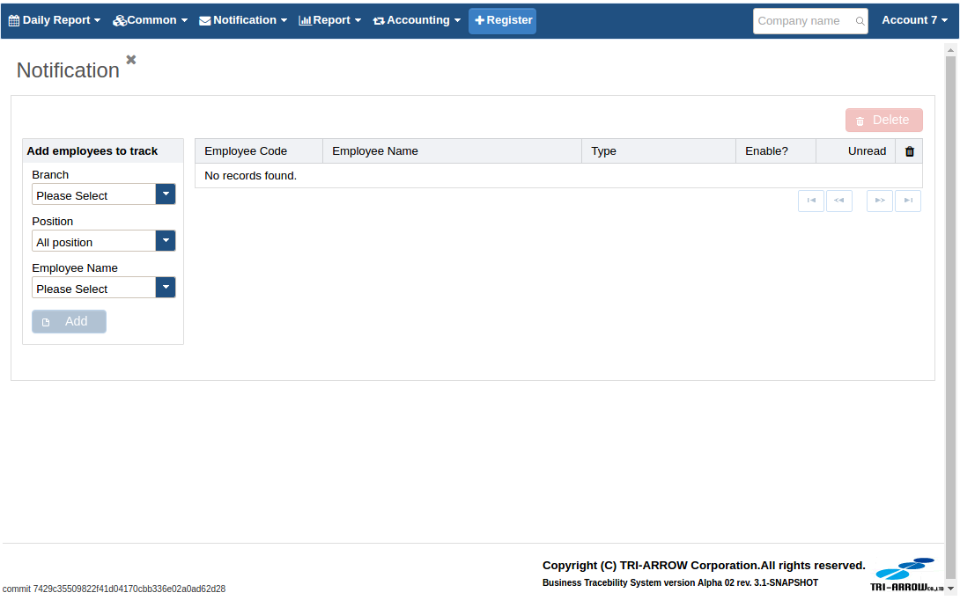 Daily Report Common Notification Report Accounting Register Company name Account 7
Notification
Delete
Add employees to track
Branch
Please Select
Position
All position
Employee Name
Please Select
Add
Employee Code Employee Name Type Enable? Unread
No records found.
Copyright (C) TRI-ARROW Corporation.All rights reserved.
Business Tracebility System version Alpha 02 rev. 3.1-SNAPSHOT
TRI-ARROW
commit 7429c35509822f41d04170cbb336e02a0ad62d28